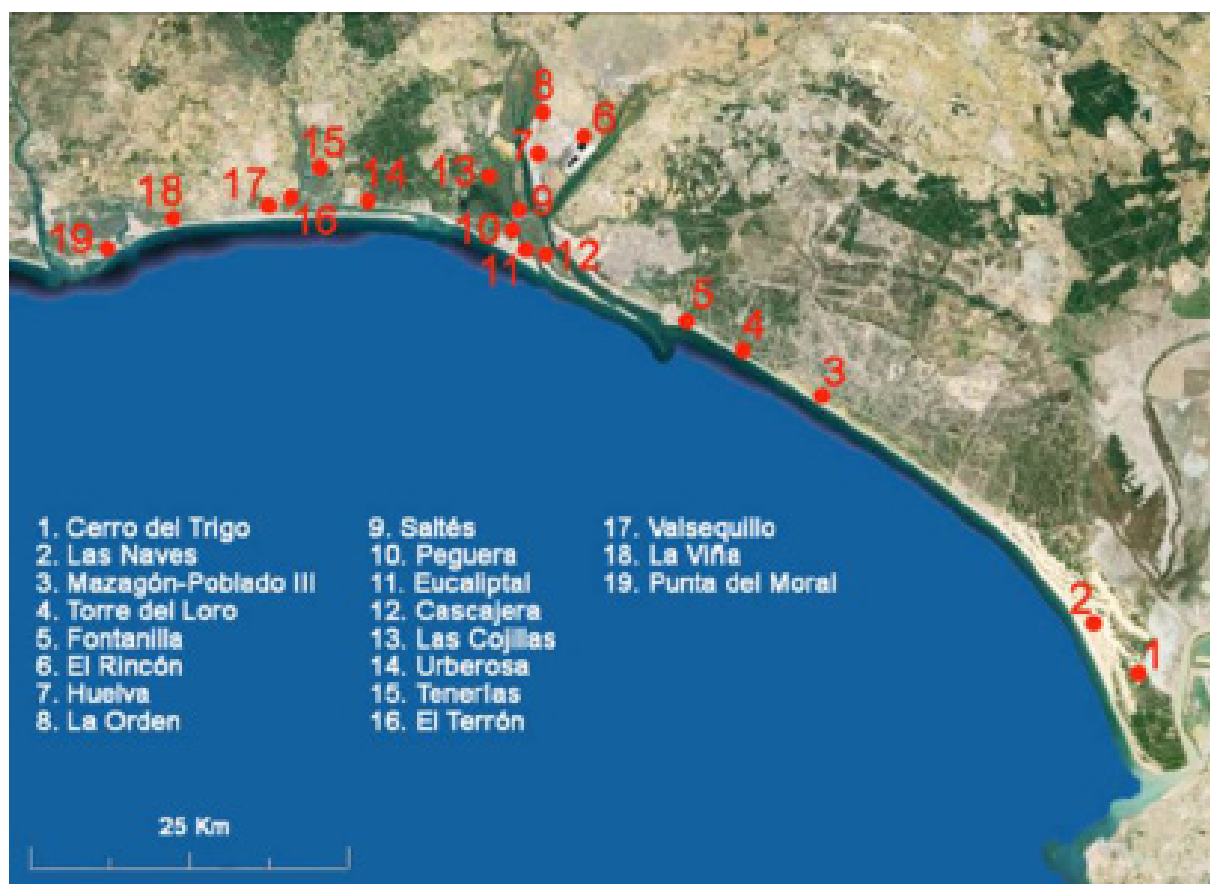 8
6
7
15
13
14
17
18
9
16
10
19
11
12
5
4
3
2
1
1. Cerro del Trigo
2. Las Naves
3. Mazagón-Poblado III
4. Torre del Loro
5. Fontanilla
6. El Rincón
7. Huelva
8. La Orden
9. Saltés
10. Peguera
11. Eucaliptal
12. Cascajera
13. Las Cojillas
14. Urberosa
15. Tenerías
16. El Terrón
17. Valsequillo
18. La Viña
19. Punta del Moral
25 Km